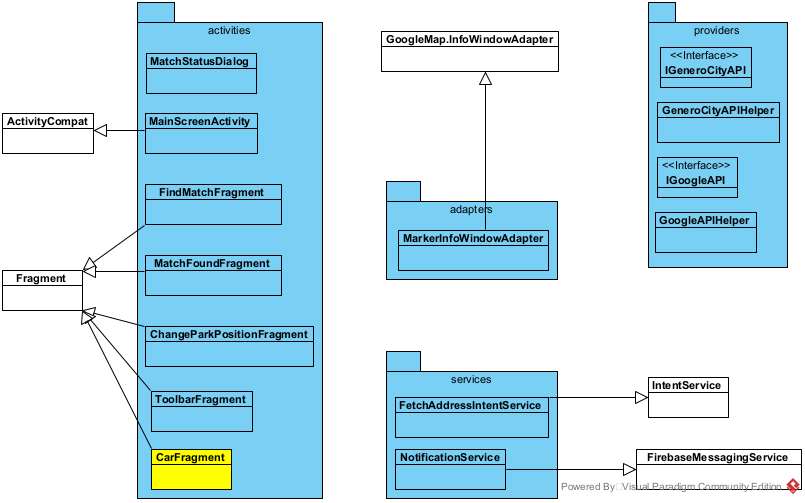 activities
MatchStatusDialog
MainScreenActivity
ActivityCompat
FindMatchFragment
MatchFoundFragment
Fragment
ChangeParkPositionFragment
ToolbarFragment
CarFragment
GoogleMap.InfoWindowAdapter
adapters
MarkerInfoWindowAdapter
services
FetchAddressIntentService
NotificationService
IntentService
FirebaseMessagingService
providers
<<Interface>>
IGeneroCityAPI
GeneroCityAPIHelper
<<Interface>>
IGoogleAPI
GoogleAPIHelper
Powered By Visual Paradigm Community Edition